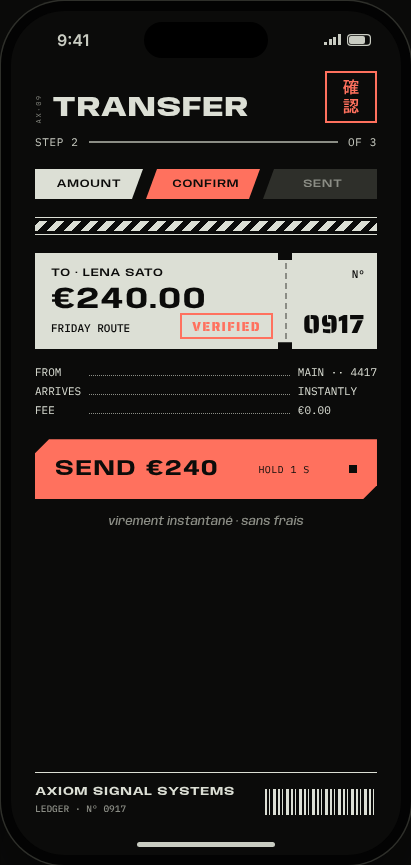 9:41
AX-09
TRANSFER
確認
STEP 2
OF 3
AMOUNT
CONFIRM
SENT
TO · LENA SATO
€240.00
FRIDAY ROUTE
VERIFIED
Nº
0917
FROM MAIN ·· 4417
ARRIVES INSTANTLY
FEE €0.00
SEND €240
HOLD 1 S
virement instantané · sans frais
AXIOM SIGNAL SYSTEMS
LEDGER · Nº 0917